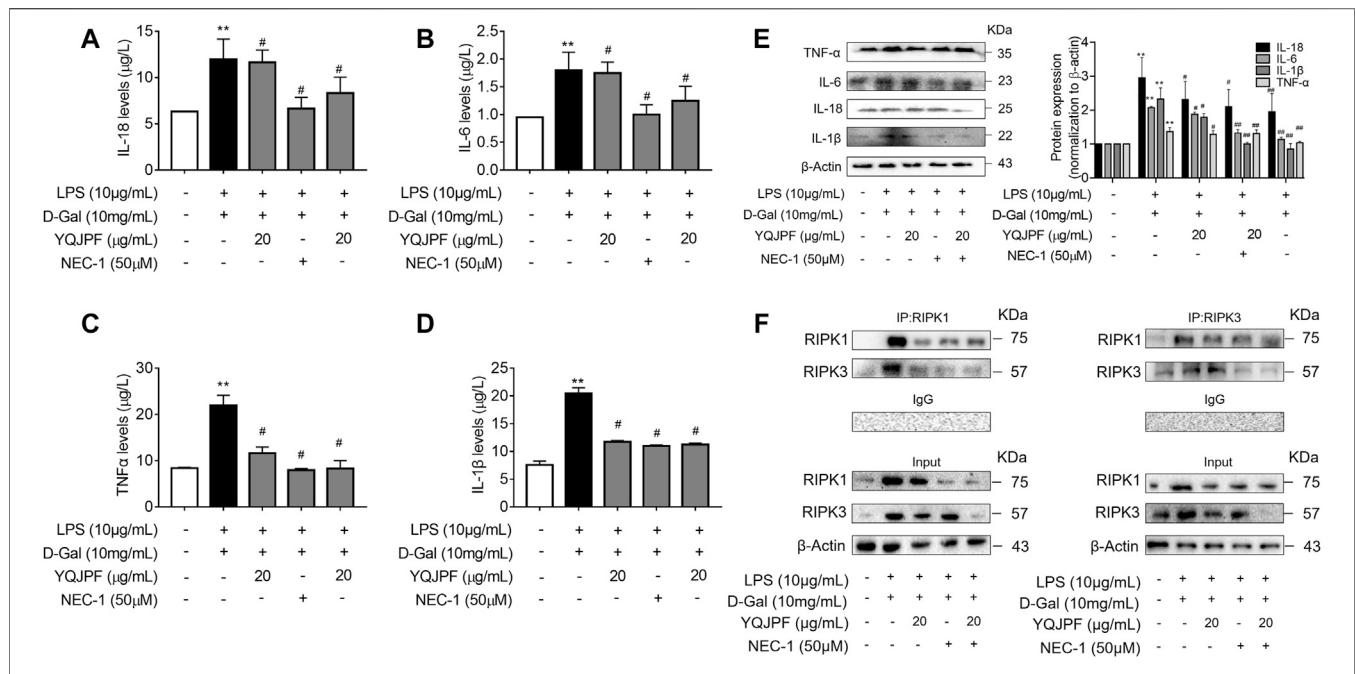 A
IL-18 levels (µg/L)
15
10
5
0
**
#
#
#
LPS (10µg/mL) - + + + +
D-Gal (10mg/mL) - + + + +
YQJPF (µg/mL) - - 20 - 20
NEC-1 (50µM) - - - + -
B
IL-6 levels (µg/L)
2.5
2.0
1.5
1.0
0.5
0.0
**
#
#
#
LPS (10µg/mL) - + + + +
D-Gal (10mg/mL) - + + + +
YQJPF (µg/mL) - - 20 - 20
NEC-1 (50µM) - - - + -
E
KDa
TNF-α 35
IL-6 23
IL-18 25
IL-1β 22
β-Actin 43
LPS (10µg/mL) - + + + +
D-Gal (10mg/mL) - + + + +
YQJPF (µg/mL) - - 20 - 20
NEC-1 (50µM) - - - + +
Protein expression
(normalization to β-actin)
4
3
2
1
0
IL-18
IL-6
IL-1β
TNF-α
** ** ** **
# # # #
# ## ## ##
## ## ## ##
LPS (10µg/mL) - + + + +
D-Gal (10mg/mL) - + + + +
YQJPF (µg/mL) - - 20 - 20
NEC-1 (50µM) - - - + -
C
TNFα levels (µg/L)
30
20
10
0
**
#
#
#
LPS (10µg/mL) - + + + +
D-Gal (10mg/mL) - + + + +
YQJPF (µg/mL) - - 20 - 20
NEC-1 (50µM) - - - + -
D
IL-1β levels (µg/L)
25
20
15
10
5
0
**
#
#
#
LPS (10µg/mL) - + + + +
D-Gal (10mg/mL) - + + + +
YQJPF (µg/mL) - - 20 - 20
NEC-1 (50µM) - - - + -
F
IP:RIPK1 KDa
RIPK1 75
RIPK3 57
IgG
Input KDa
RIPK1 75
RIPK3 57
β-Actin 43
LPS (10µg/mL) - + + + +
D-Gal (10mg/mL) - + + + +
YQJPF (µg/mL) - - 20 - 20
NEC-1 (50µM) - - - + +
IP:RIPK3 KDa
RIPK1 75
RIPK3 57
IgG
Input KDa
RIPK1 75
RIPK3 57
β-Actin 43
LPS (10µg/mL) - + + + +
D-Gal (10mg/mL) - + + + +
YQJPF (µg/mL) - - 20 - 20
NEC-1 (50µM) - - - + +